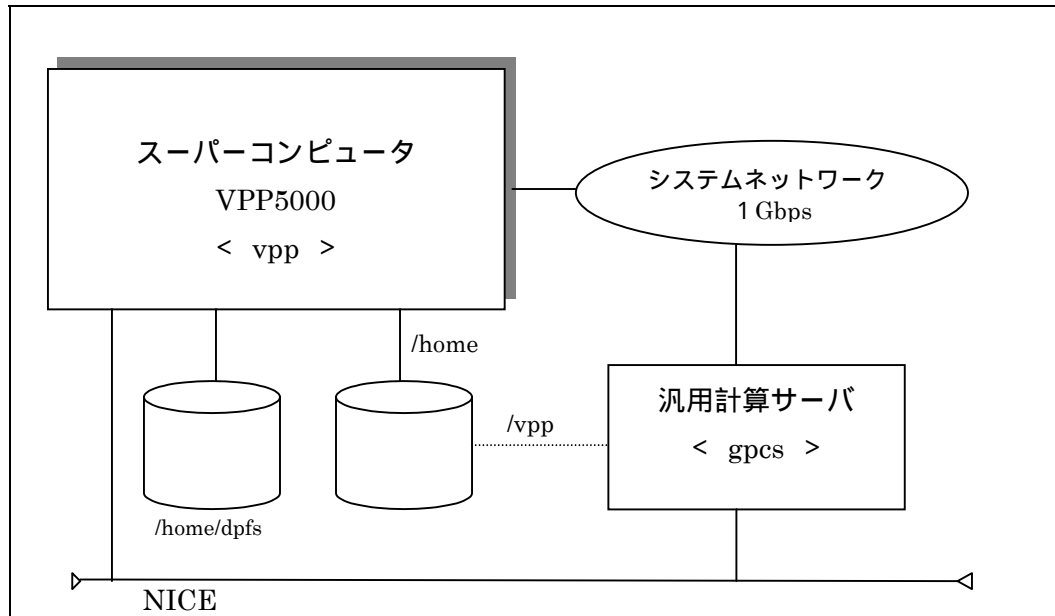 スーパーコンピュータ
VPP5000
< vpp >
システムネットワーク
1 Gbps
/home
汎用計算サーバ
< gpcs >
/vpp
/home/dpfs
NICE